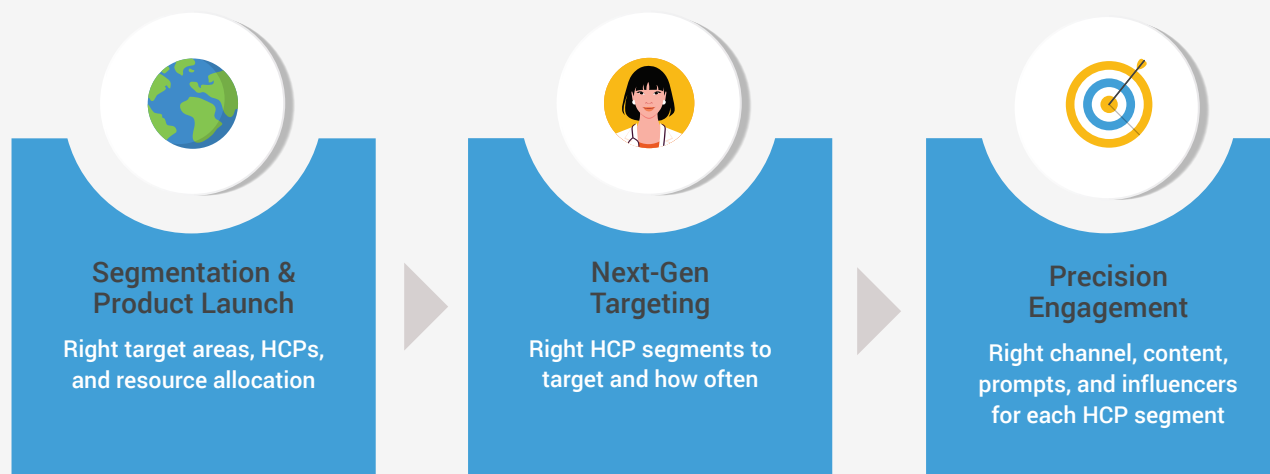 Segmentation &
Product Launch
Right target areas, HCPs,
and resource allocation
Next-Gen
Targeting
Right HCP segments to
target and how often
Precision
Engagement
Right channel, content,
prompts, and influencers
for each HCP segment